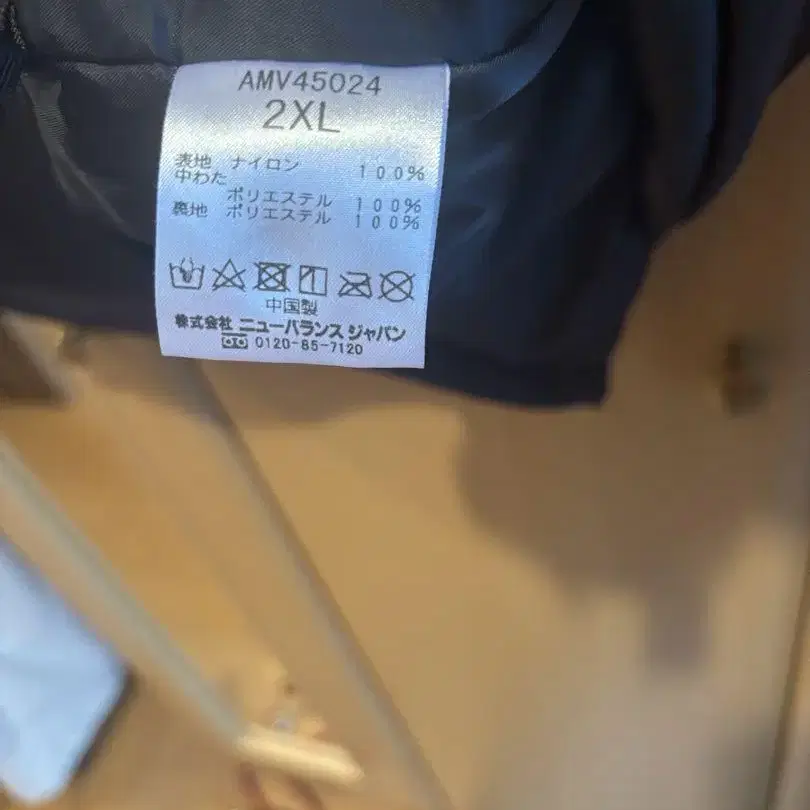 AMV45024
2XL
表地 ナイロン 100%
中わた
ポリエステル 100%
裏地 ポリエステル 100%
中国製
株式会社 ニューバランス ジャパン
0120-85-7120